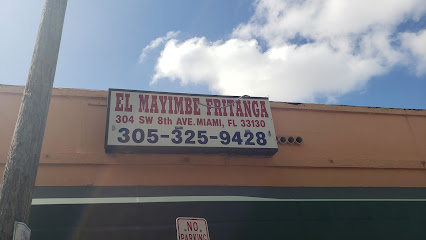 EL MAYIMBE FRITANGA
304 SW 8th AVE. MIAMI, FL 33130
305-325-9428
NO
PARKING